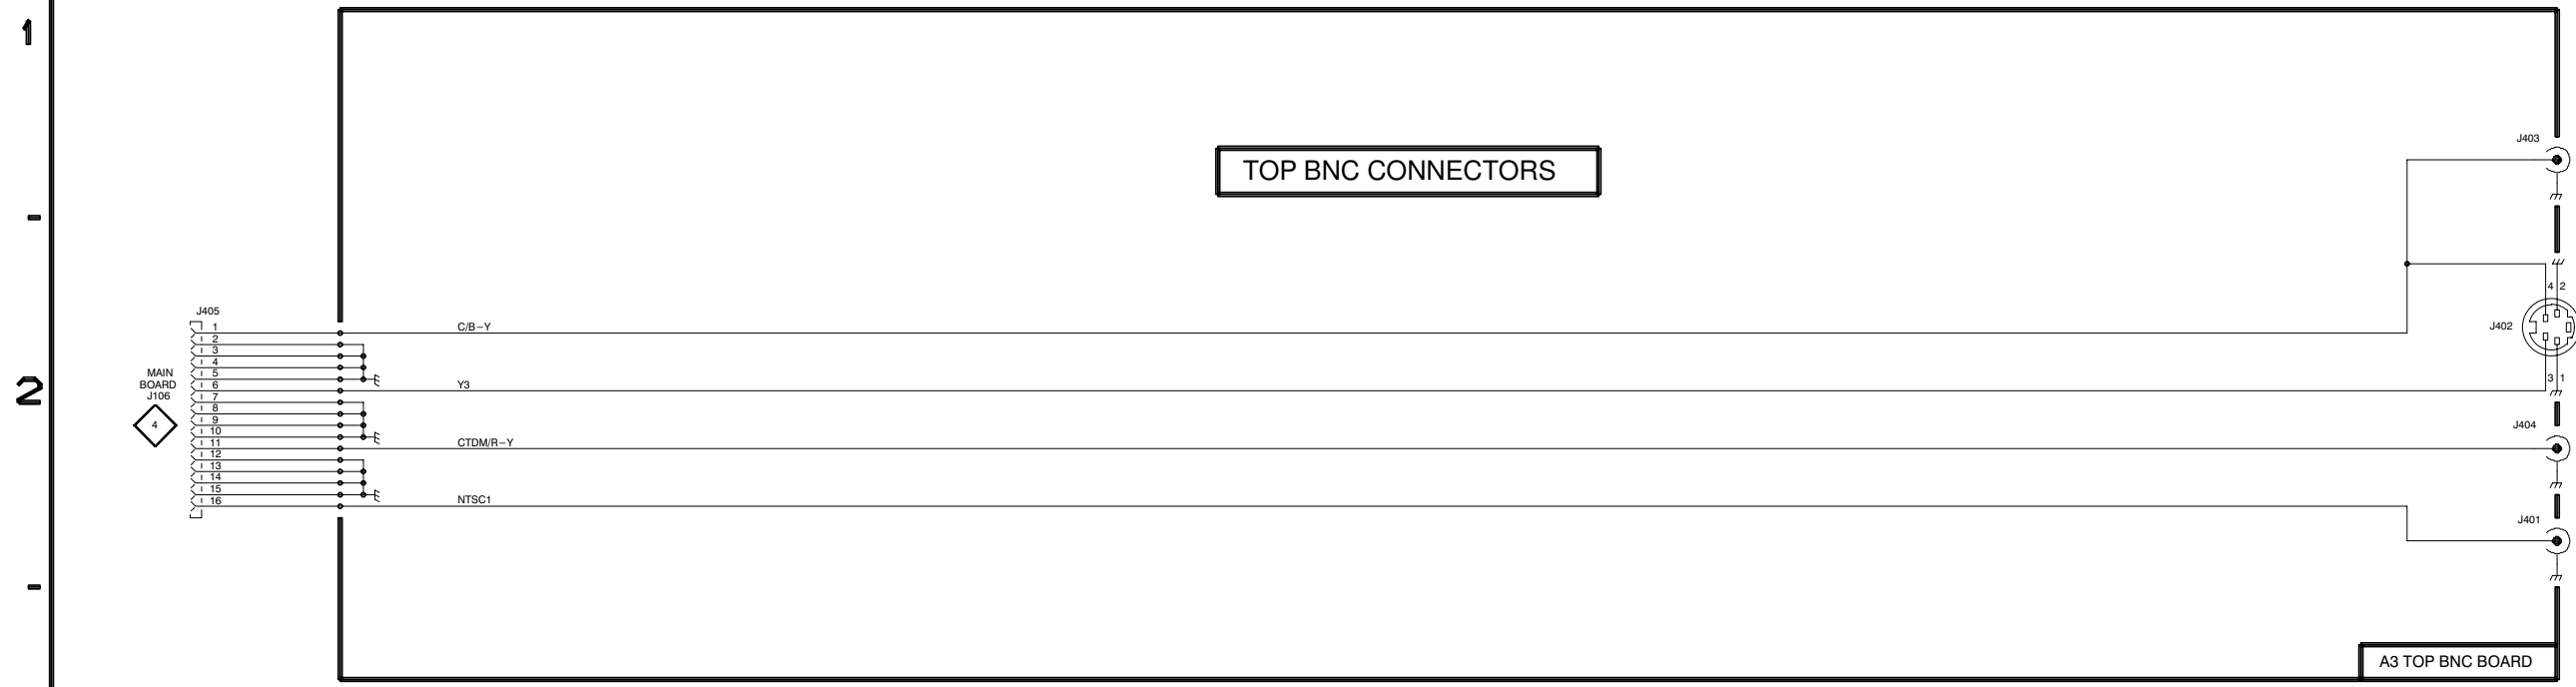 1
TOP BNC CONNECTORS
J403
4 2
J405
J402
1
C/B–Y
2
3
4
5
MAIN
BOARD
J106
6
Y3
3 1
7
8
9
4
10
11
CTDM/R–Y
J404
12
13
14
15
16
NTSC1
J401
2
A3 TOP BNC BOARD